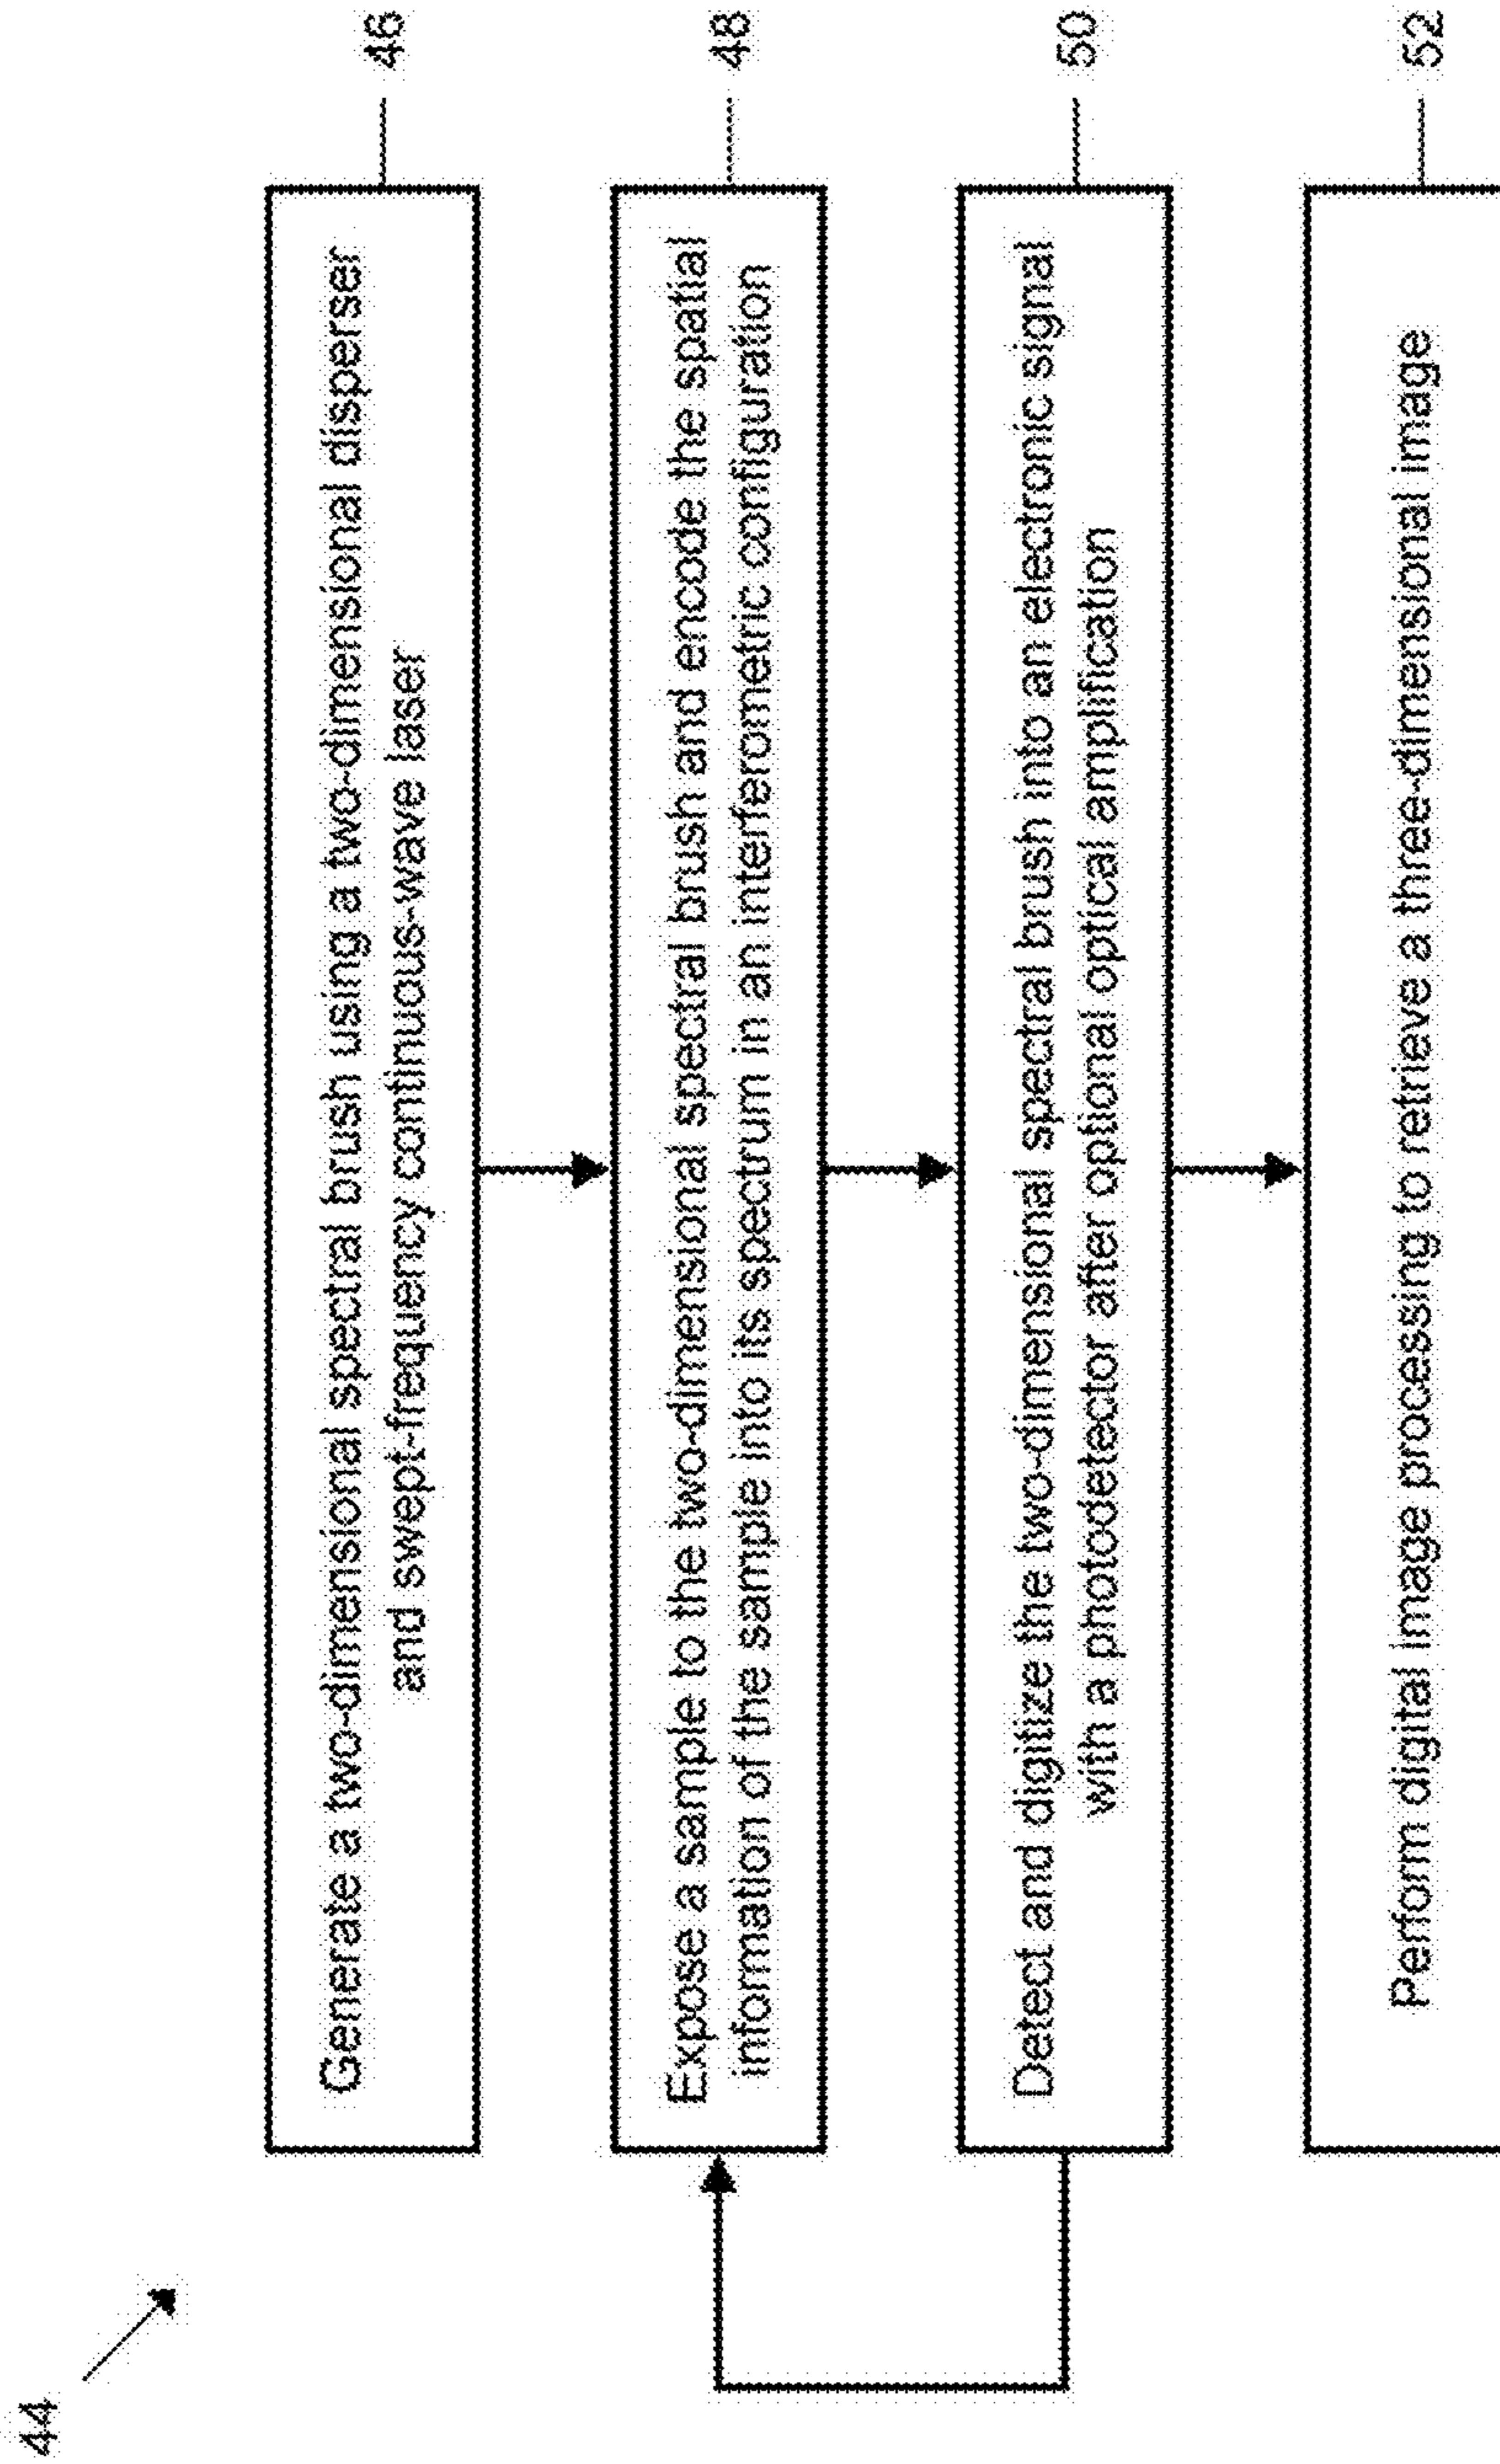 44
Generate a two-dimensional spectral brush using a two-dimensional disperser
and swept-frequency continuous-wave laser
46
Expose a sample to the two-dimensional spectral brush and encode the spatial
information of the sample into its spectrum in an interferometric configuration
48
Detect and digitize the two-dimensional spectral brush into an electronic signal
with a photodetector after optional optical amplification
50
Perform digital image processing to retrieve a three-dimensional image
52